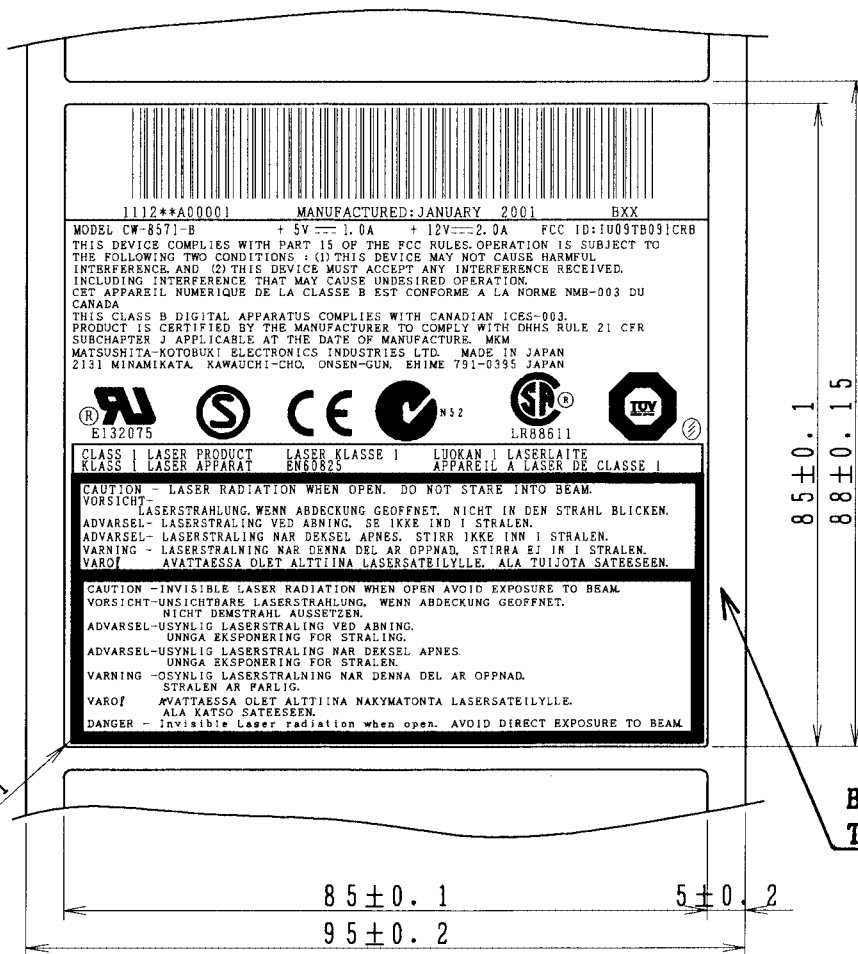 1112**A00001 MANUFACTURED:JANUARY 2001 BXX
MODEL CW-8571-B + 5V 1.0A + 12V 2.0A FCC ID:IU09TB091CRB
THIS DEVICE COMPLIES WITH PART 15 OF THE FCC RULES. OPERATION IS SUBJECT TO
THE FOLLOWING TWO CONDITIONS : (1) THIS DEVICE MAY NOT CAUSE HARMFUL
INTERFERENCE, AND (2) THIS DEVICE MUST ACCEPT ANY INTERFERENCE RECEIVED,
INCLUDING INTERFERENCE THAT MAY CAUSE UNDESIRED OPERATION.
CET APPAREIL NUMERIQUE DE LA CLASSE B EST CONFORME A LA NORME NMB-003 DU
CANADA
THIS CLASS B DIGITAL APPARATUS COMPLIES WITH CANADIAN ICES-003.
PRODUCT IS CERTIFIED BY THE MANUFACTURER TO COMPLY WITH DHHS RULE 21 CFR
SUBCHAPTER J APPLICABLE AT THE DATE OF MANUFACTURE. MKM
MATSUSHITA-KOTOBUKI ELECTRONICS INDUSTRIES LTD. MADE IN JAPAN
2131 MINAMIKATA, KAWAUCHI-CHO, ONSEN-GUN, EHIME 791-0395 JAPAN
® RU S CE N52 SA ® TUV
E132075 LR88611
CLASS 1 LASER PRODUCT LASER KLASSE 1 LUOKAN 1 LASERLAITE
KLASS 1 LASER APPARAT EN60825 APPAREIL A LASER DE CLASSE 1
CAUTION - LASER RADIATION WHEN OPEN. DO NOT STARE INTO BEAM.
VORSICHT-
LASERSTRAHLUNG, WENN ABDECKUNG GEOFFNET, NICHT IN DEN STRAHL BLICKEN.
ADVARSEL- LASERSTRALING VED ABNING, SE IKKE IND I STRALEN.
ADVARSEL- LASERSTRALING NAR DEKSEL APNES. STIRR IKKE INN I STRALEN.
VARNING - LASERSTRALNING NAR DENNA DEL AR OPPNAD, STIRRA EJ IN I STRALEN.
VARO! AVATTAESSA OLET ALTTIINA LASERSATEILYLLE, ALA TUIJOTA SATEESEEN.
CAUTION -INVISIBLE LASER RADIATION WHEN OPEN AVOID EXPOSURE TO BEAM.
VORSICHT-UNSICHTBARE LASERSTRAHLUNG, WENN ABDECKUNG GEOFFNET.
NICHT DEMSTRAHL AUSSETZEN.
ADVARSEL-USYNLIG LASERSTRALING VED ABNING.
UNNGA EKSPONERING FOR STRALING.
ADVARSEL-USYNLIG LASERSTRALING NAR DEKSEL APNES.
UNNGA EKSPONERING FOR STRALEN.
VARNING -OSYNLIG LASERSTRALNING NAR DENNA DEL AR OPPNAD.
STRALEN AR FARLIG.
VARO! AVATTAESSA OLET ALTTIINA NAKYMATONTA LASERSATEILYLLE.
ALA KATSO SATEESEEN.
DANGER - Invisible Laser radiation when open. AVOID DIRECT EXPOSURE TO BEAM.
85±0.1
88±0.15
85±0.1 5±0.2
95±0.2